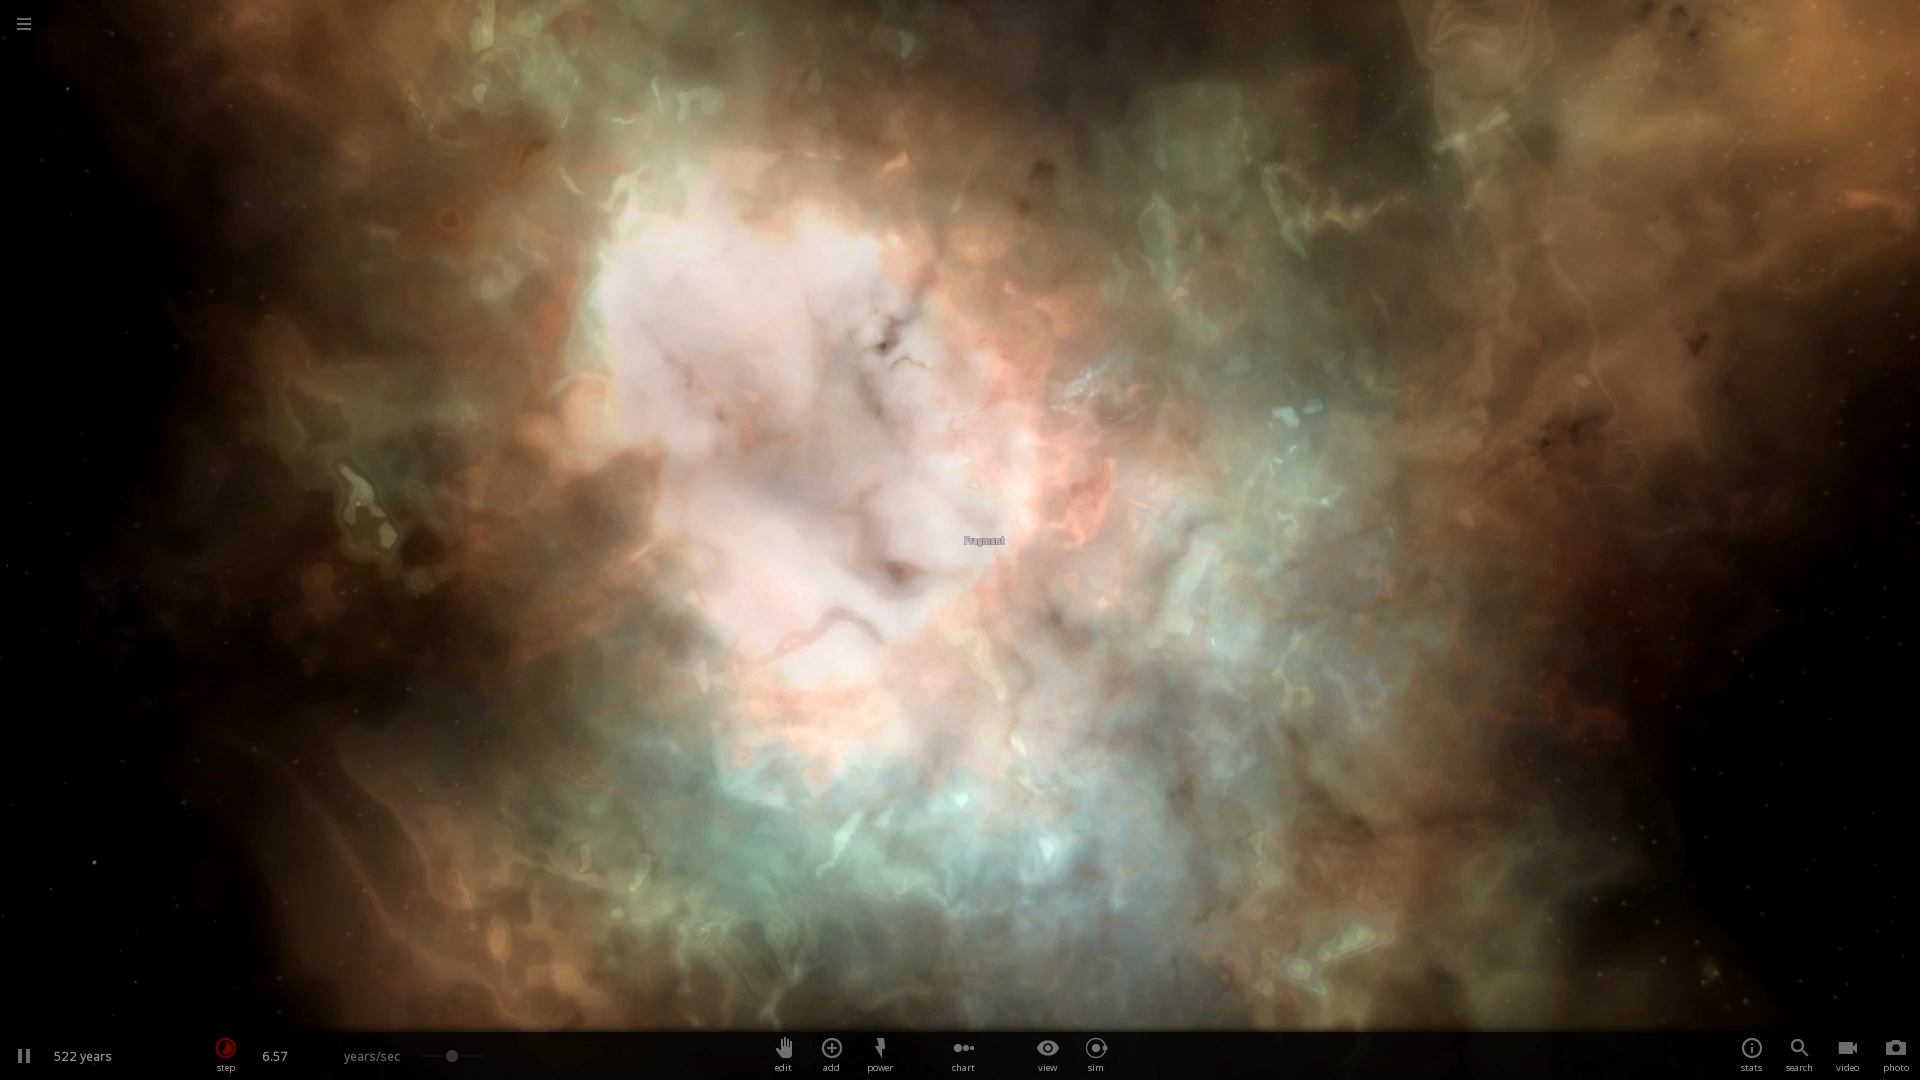 Fragment
522 years
step
6.57
years/sec
edit
add
power
chart
view
sim
stats
search
video
photo